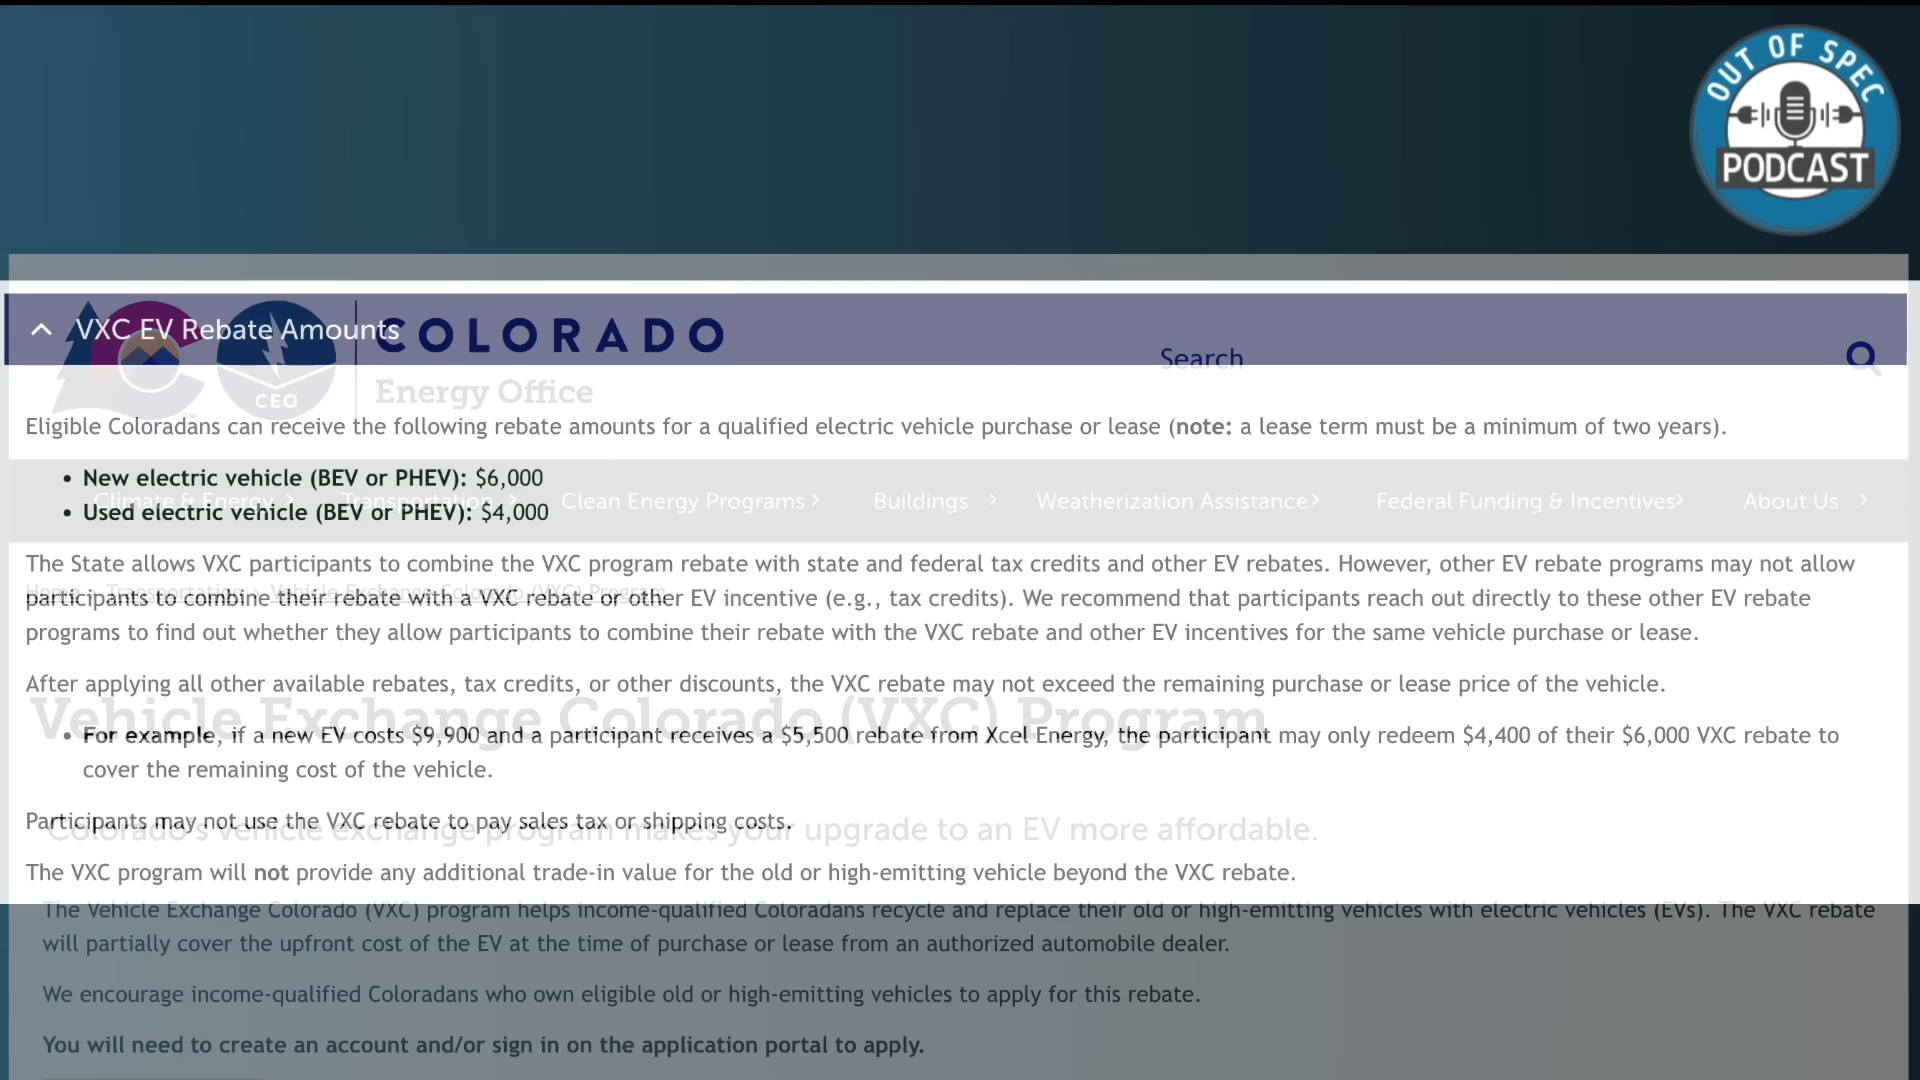 OUT OF SPEC
PODCAST
VXC EV Rebate Amounts
COLORADO
Energy Office
CEO
Search
Eligible Coloradans can receive the following rebate amounts for a qualified electric vehicle purchase or lease (note: a lease term must be a minimum of two years).
• New electric vehicle (BEV or PHEV): $6,000
Climate & Energy > Transportation > Clean Energy Programs > Buildings > Weatherization Assistance > Federal Funding & Incentives > About Us >
• Used electric vehicle (BEV or PHEV): $4,000
The State allows VXC participants to combine the VXC program rebate with state and federal tax credits and other EV rebates. However, other EV rebate programs may not allow
Home > Transportation > Vehicle Exchange Colorado (VXC) Program
participants to combine their rebate with a VXC rebate or other EV incentive (e.g., tax credits). We recommend that participants reach out directly to these other EV rebate
programs to find out whether they allow participants to combine their rebate with the VXC rebate and other EV incentives for the same vehicle purchase or lease.
After applying all other available rebates, tax credits, or other discounts, the VXC rebate may not exceed the remaining purchase or lease price of the vehicle.
Vehicle Exchange Colorado (VXC) Program
• For example, if a new EV costs $9,900 and a participant receives a $5,500 rebate from Xcel Energy, the participant may only redeem $4,400 of their $6,000 VXC rebate to
cover the remaining cost of the vehicle.
Participants may not use the VXC rebate to pay sales tax or shipping costs.
Colorado's vehicle exchange program makes your upgrade to an EV more affordable.
The VXC program will not provide any additional trade-in value for the old or high-emitting vehicle beyond the VXC rebate.
The Vehicle Exchange Colorado (VXC) program helps income-qualified Coloradans recycle and replace their old or high-emitting vehicles with electric vehicles (EVs). The VXC rebate
will partially cover the upfront cost of the EV at the time of purchase or lease from an authorized automobile dealer.
We encourage income-qualified Coloradans who own eligible old or high-emitting vehicles to apply for this rebate.
You will need to create an account and/or sign in on the application portal to apply.